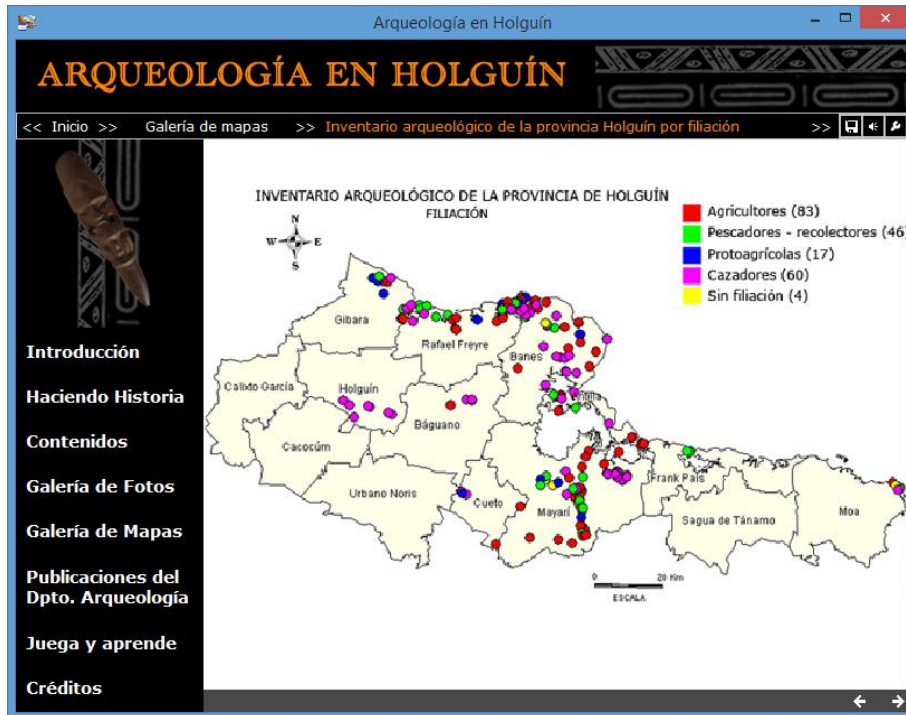 Arqueología en Holguín
ARQUEOLOGÍA EN HOLGUÍN
<< Inicio >> Galería de mapas >> Inventario arqueológico de la provincia Holguín por filiación >>
Introducción
Haciendo Historia
Contenidos
Galería de Fotos
Galería de Mapas
Publicaciones del
Dpto. Arqueología
Juega y aprende
Créditos
INVENTARIO ARQUEOLÓGICO DE LA PROVINCIA DE HOLGUÍN
FILIACIÓN
N
W E
S
Agricultores (83)
Pescadores - recolectores (46)
Protoagrícolas (17)
Cazadores (60)
Sin filiación (4)
Gibara
Rafael Freyre
Banes
Calixto García
Holguín
Báguano
Cacocúm
Urbano Noris
Cueto
Mayarí
Frank País
Sagua de Tánamo
Moa
0 20 Km
ESCALA